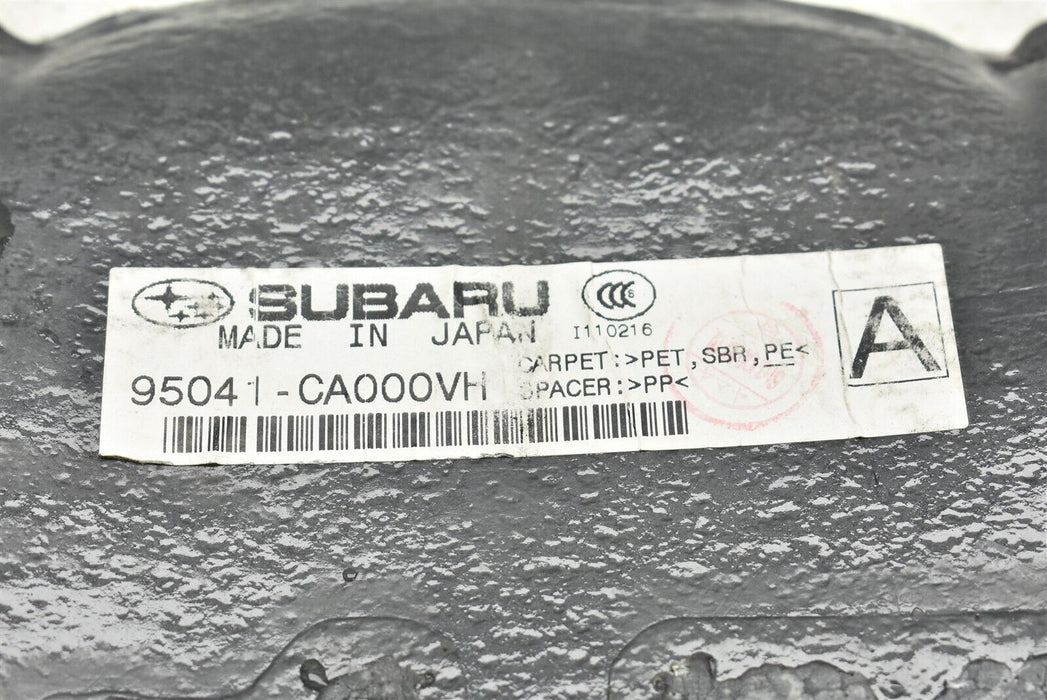 SUBARU
MADE IN JAPAN
I110216
CARPET:>PET,SBR,PE<
95041-CA000VH
SPACER:>PP<
A